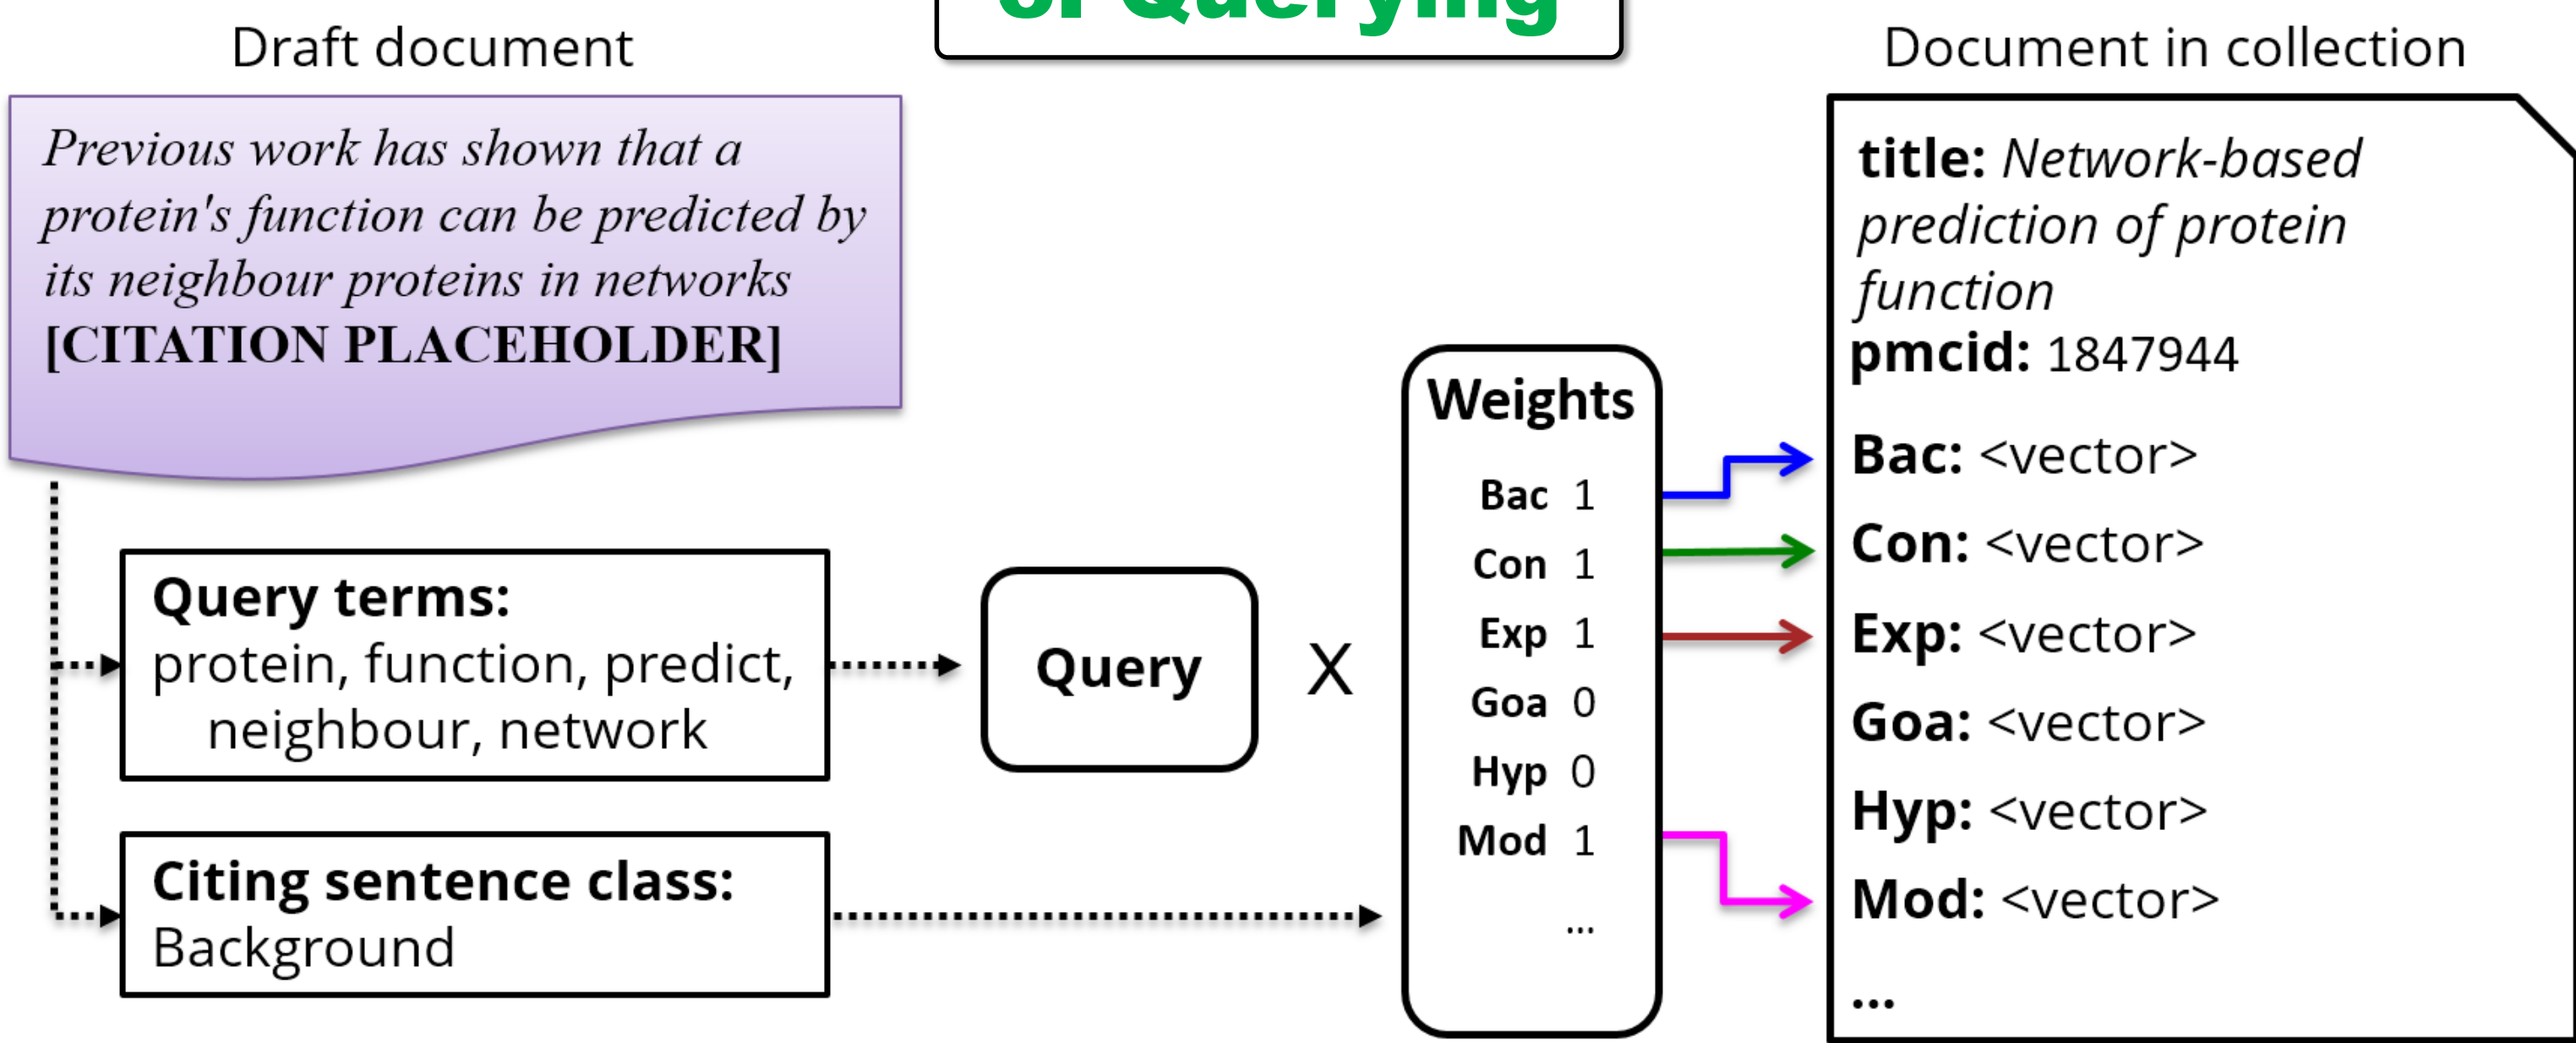 of Querying
Draft document
Document in collection
Previous work has shown that a
protein's function can be predicted by
its neighbour proteins in networks
[CITATION PLACEHOLDER]
Query terms:
protein, function, predict,
neighbour, network
Citing sentence class:
Background
Query
X
Weights
Bac 1
Con 1
Exp 1
Goa 0
Hyp 0
Mod 1
...
title: Network-based
prediction of protein
function
pmcid: 1847944
Bac: <vector>
Con: <vector>
Exp: <vector>
Goa: <vector>
Hyp: <vector>
Mod: <vector>
...